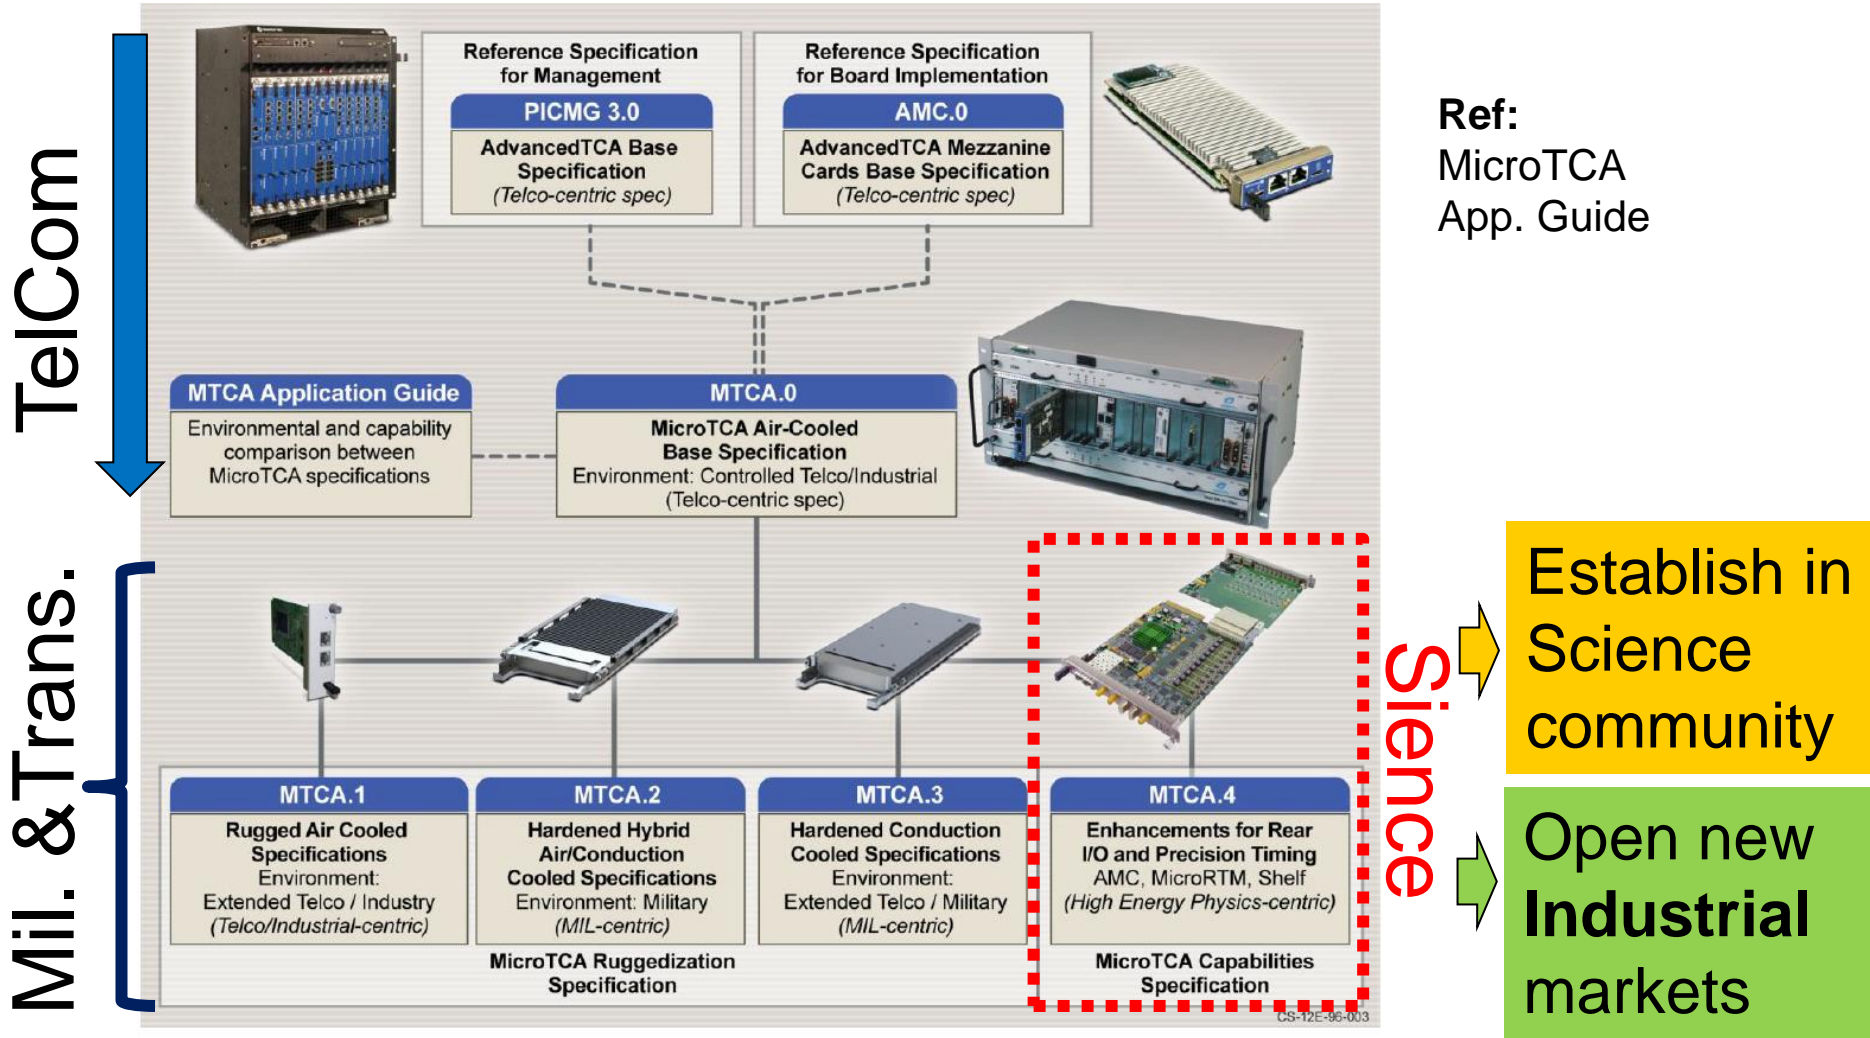 TelCom
Reference Specification
for Management
PICMG 3.0
AdvancedTCA Base
Specification
(Telco-centric spec)
Reference Specification
for Board Implementation
AMC.0
AdvancedTCA Mezzanine
Cards Base Specification
(Telco-centric spec)
Ref:
MicroTCA
App. Guide
MTCA Application Guide
Environmental and capability
comparison between
MicroTCA specifications
MTCA.0
MicroTCA Air-Cooled
Base Specification
Environment: Controlled Telco/Industrial
(Telco-centric spec)
Mil. &Trans.
MTCA.1
Rugged Air Cooled
Specifications
Environment:
Extended Telco / Industry
(Telco/Industrial-centric)
MTCA.2
Hardened Hybrid
Air/Conduction
Cooled Specifications
Environment: Military
(MIL-centric)
MTCA.3
Hardened Conduction
Cooled Specifications
Environment:
Extended Telco / Military
(MIL-centric)
MicroTCA Ruggedization
Specification
MTCA.4
Enhancements for Rear
I/O and Precision Timing
AMC, MicroRTM, Shelf
(High Energy Physics-centric)
MicroTCA Capabilities
Specification
CS-12E-96-003
Sience
Establish in
Science
community
Open new
Industrial
markets